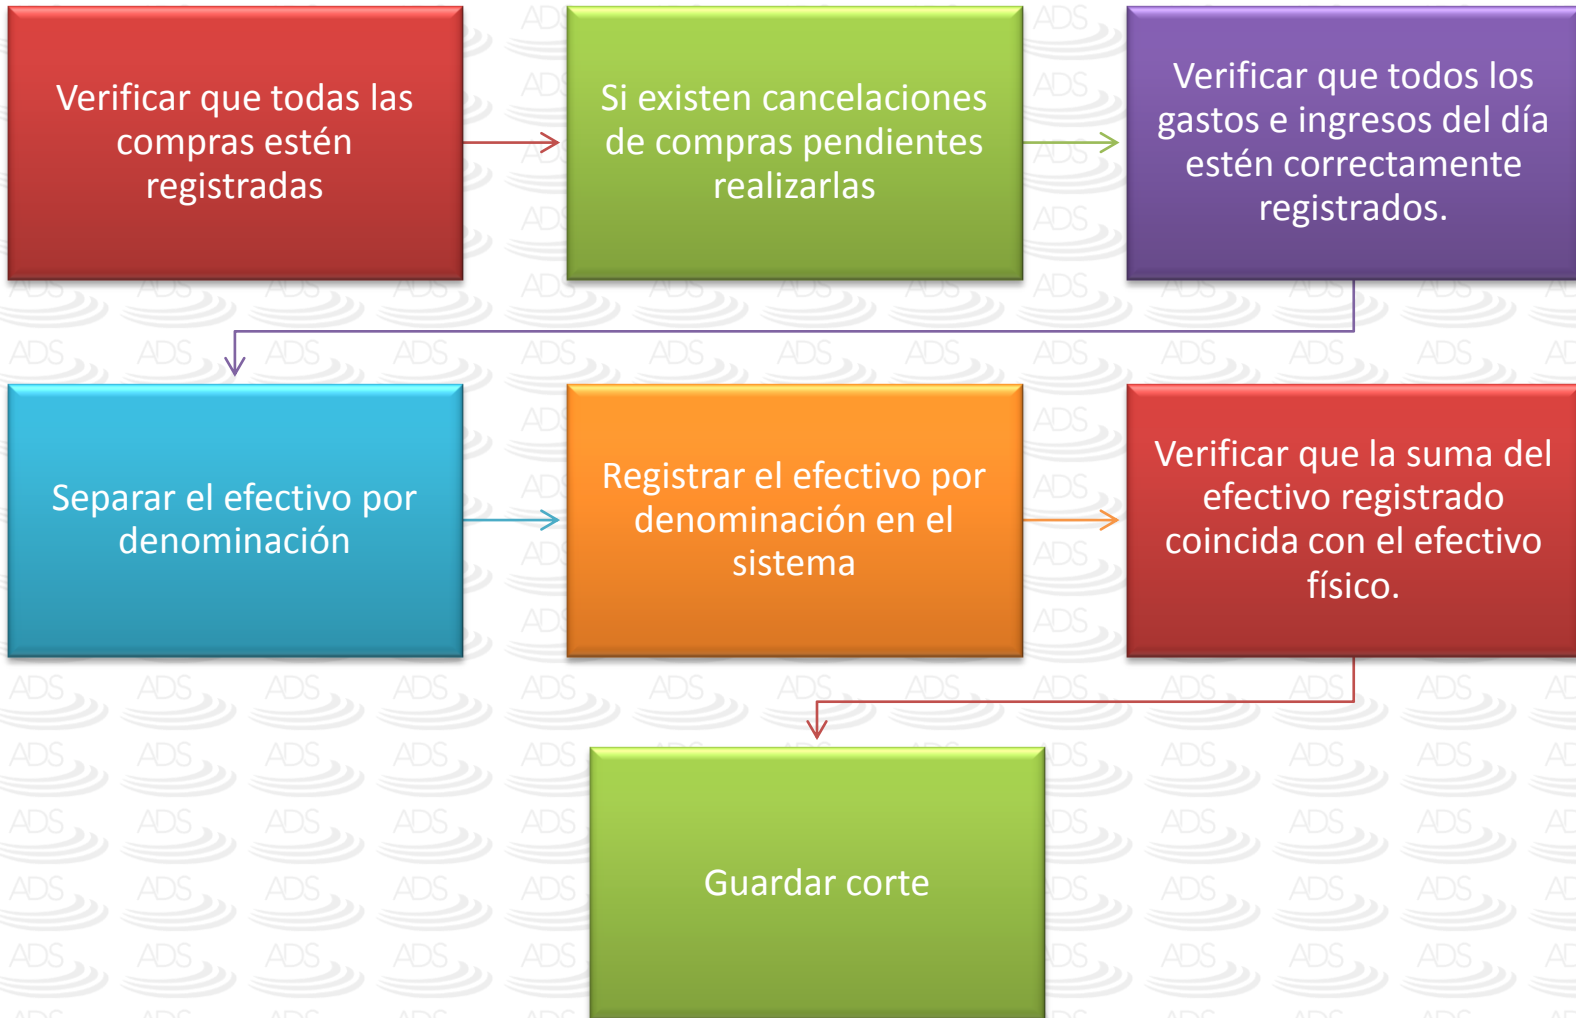 Verificar que todas las
compras estén
registradas
Si existen cancelaciones
de compras pendientes
realizarlas
Verificar que todos los
gastos e ingresos del día
estén correctamente
registrados.
Separar el efectivo por
denominación
Registrar el efectivo por
denominación en el
sistema
Verificar que la suma del
efectivo registrado
coincida con el efectivo
físico.
Guardar corte
ADS